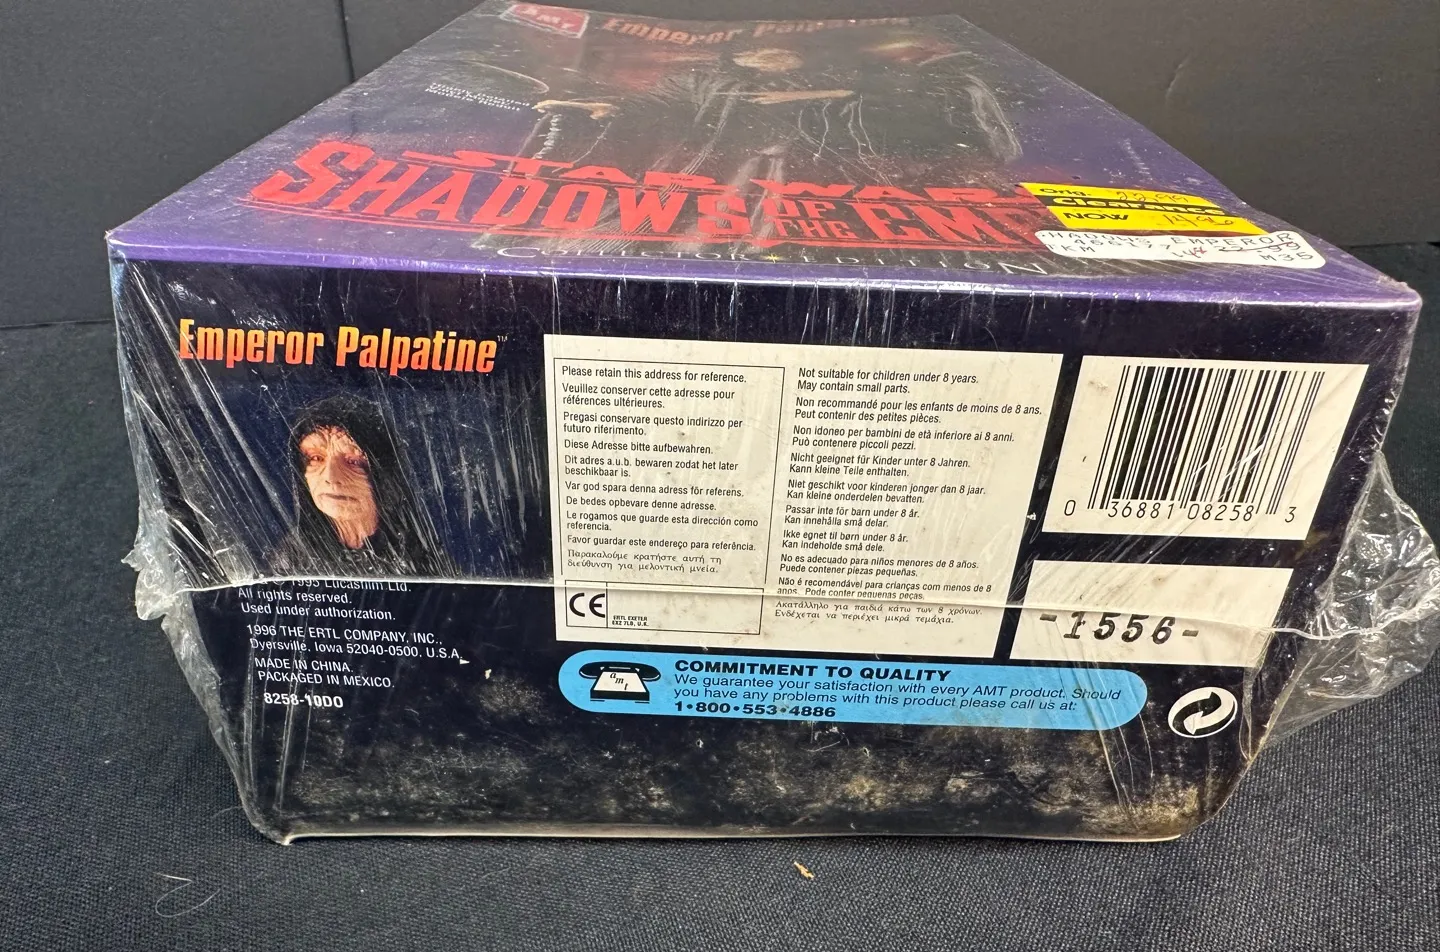 AMT
Emperor Palpatine
STAR WARS
SHADOWS OF THE EMP
COLLECTOR EDITION
Orig. 22.99
Clearance
NOW
SHADOWS EMPEROR
M35
Emperor Palpatine™
Please retain this address for reference.
Veuillez conserver cette adresse pour
références ultérieures.
Pregasi conservare questo indirizzo per
futuro riferimento.
Diese Adresse bitte aufbewahren.
Dit adres a.u.b. bewaren zodat het later
beschikbaar is.
Var god spara denna adress för referens.
De bedes opbevare denne adresse.
Le rogamos que guarde esta dirección como
referencia.
Favor guardar este endereço para referência.
Παρακαλούμε κρατήστε αυτή τη
διεύθυνση για μελοντική μνεία.
CE
ERTL EXETER
EX2 7LB, U.K.
Not suitable for children under 8 years.
May contain small parts.
Non recommandé pour les enfants de moins de 8 ans.
Peut contenir des petites pièces.
Non idoneo per bambini de età inferiore ai 8 anni.
Può contenere piccoli pezzi.
Nicht geeignet für Kinder unter 8 Jahren.
Kann kleine Teile enthalten.
Niet geschikt voor kinderen jonger dan 8 jaar.
Kan kleine onderdelen bevatten.
Passar inte för barn under 8 år.
Kan innehålla små delar.
Ikke egnet til børn under 8 år.
Kan indeholde små dele.
No es adecuado para niños menores de 8 años.
Puede contener piezas pequeñas.
Não é recomendável para crianças com menos de 8
anos. Pode conter pequenas peças.
Ακατάλληλο για παιδιά κάτω των 8 χρόνων.
Ενδέχεται να περιέχει μικρά τεμάχια.
0 36881 08258 3
-1556-
© 1995 Lucasfilm Ltd.
All rights reserved.
Used under authorization.
1996 THE ERTL COMPANY, INC.,
Dyersville, Iowa 52040-0500, U.S.A.
MADE IN CHINA.
PACKAGED IN MEXICO.
8258-10DO
amt
COMMITMENT TO QUALITY
We guarantee your satisfaction with every AMT product. Should
you have any problems with this product please call us at:
1•800•553•4886